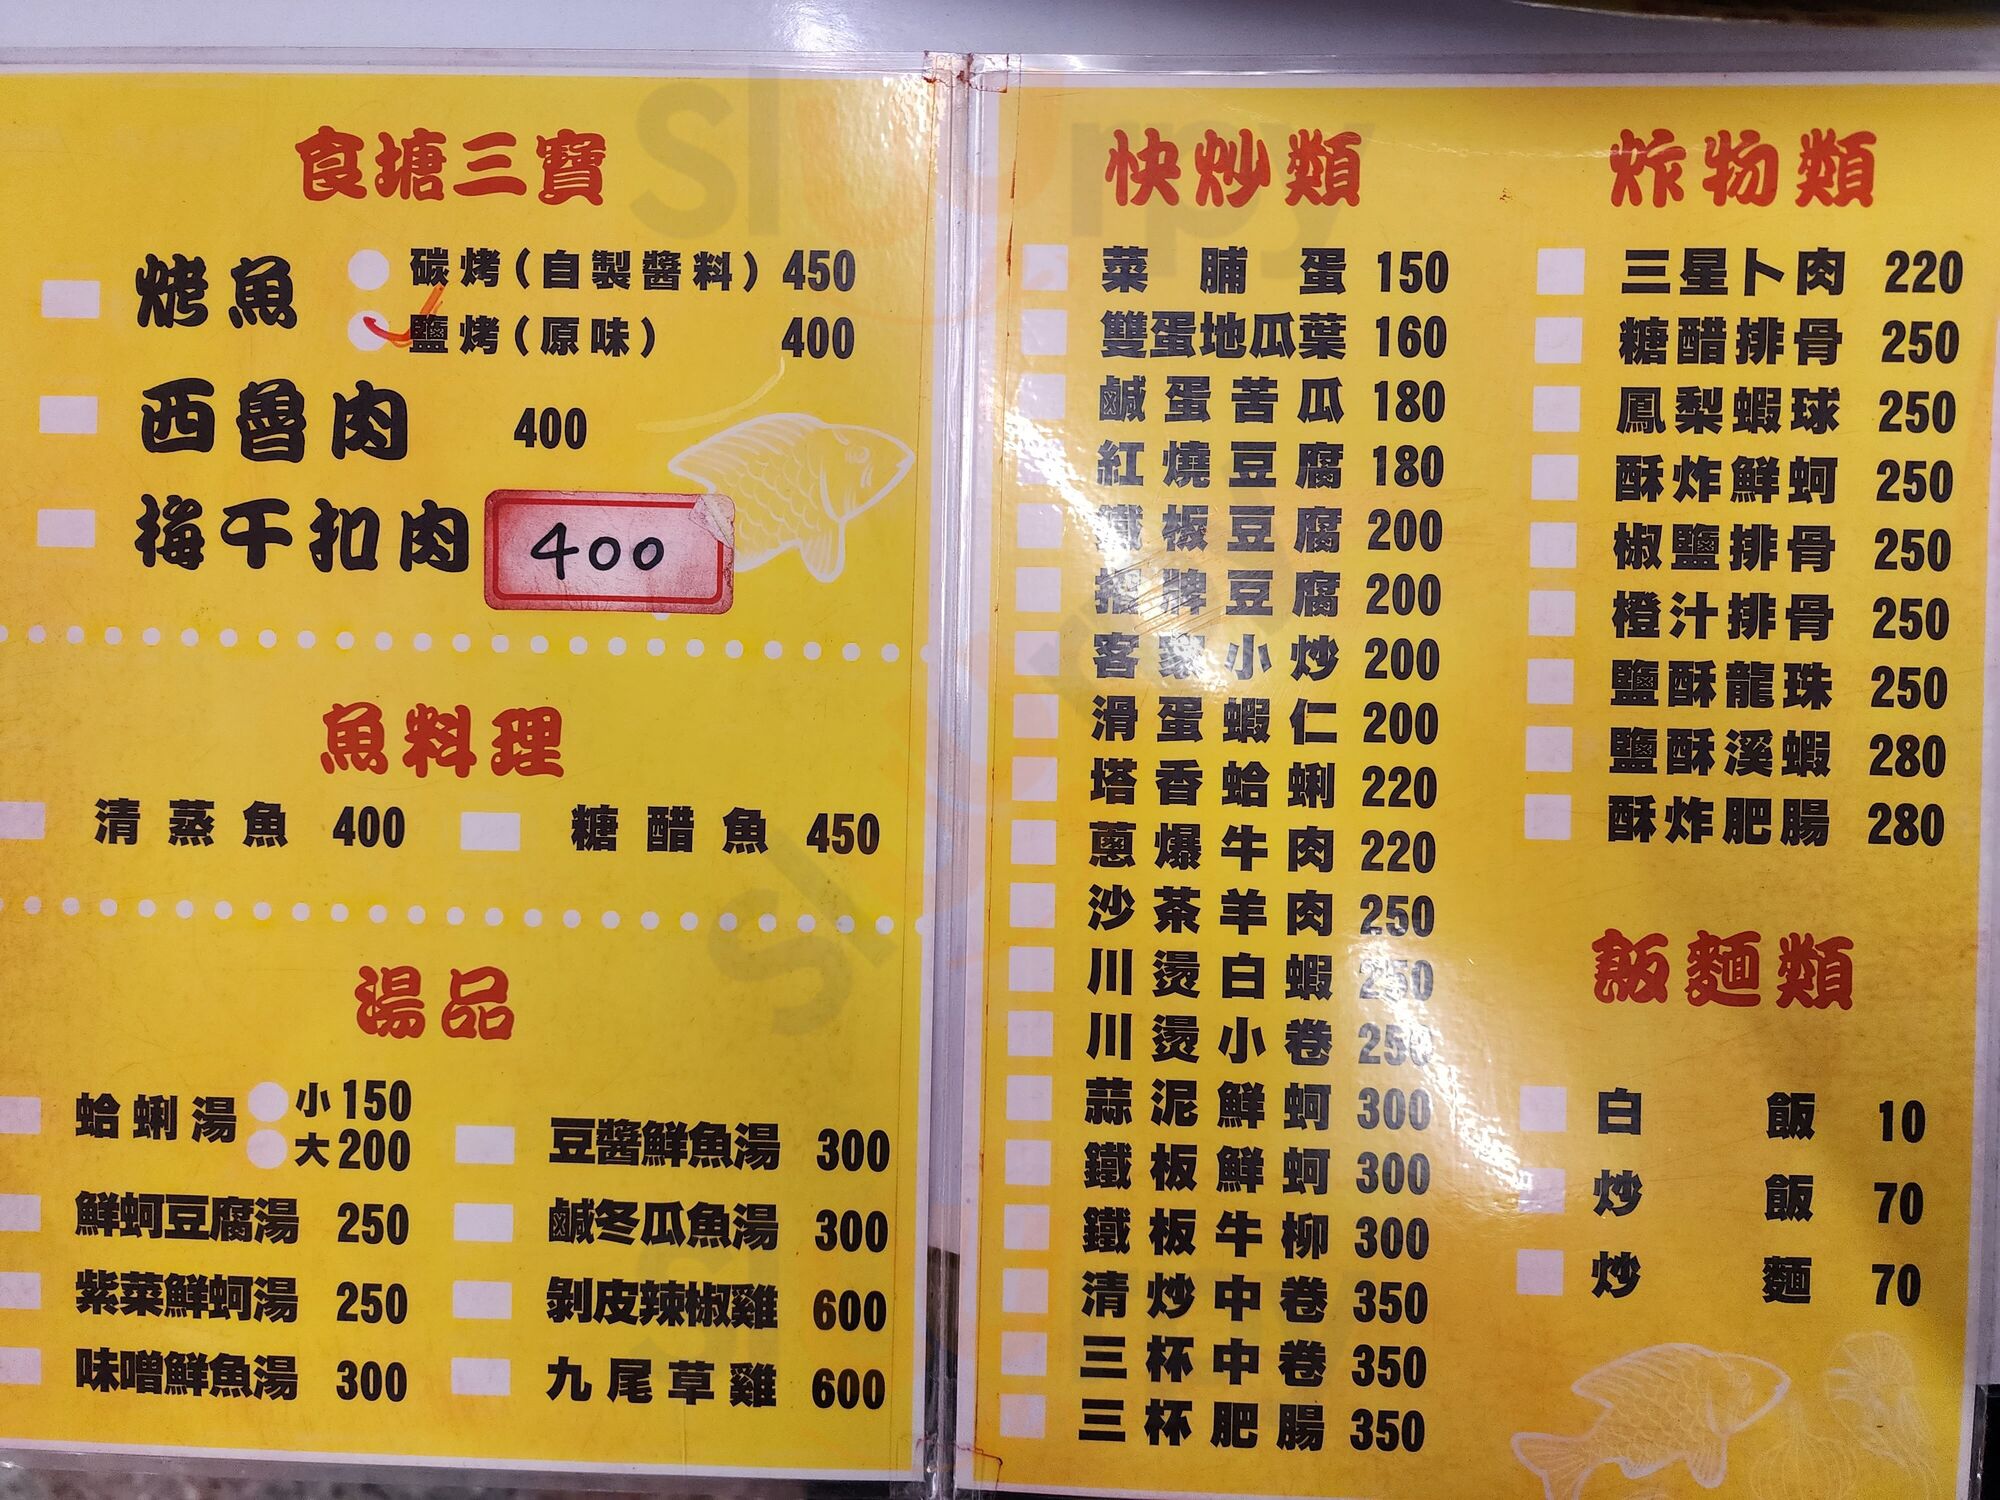 食塘三寶
烤魚 碳烤(自製醬料) 450
鹽烤(原味) 400
西魯肉 400
梅干扣肉 400
魚料理
清蒸魚 400 糖醋魚 450
湯品
蛤蜊湯 小 150
大 200
鮮蚵豆腐湯 250
紫菜鮮蚵湯 250
味噌鮮魚湯 300
豆醬鮮魚湯 300
鹹冬瓜魚湯 300
剝皮辣椒雞 600
九尾草雞 600
快炒類
菜脯蛋 150
雙蛋地瓜葉 160
鹹蛋苦瓜 180
紅燒豆腐 180
鐵板豆腐 200
招牌豆腐 200
客家小炒 200
滑蛋蝦仁 200
塔香蛤蜊 220
蔥爆牛肉 220
沙茶羊肉 250
川燙白蝦 250
川燙小卷 250
蒜泥鮮蚵 300
鐵板鮮蚵 300
鐵板牛柳 300
清炒中卷 350
三杯中卷 350
三杯肥腸 350
炸物類
三星卜肉 220
糖醋排骨 250
鳳梨蝦球 250
酥炸鮮蚵 250
椒鹽排骨 250
橙汁排骨 250
鹽酥龍珠 250
鹽酥溪蝦 280
酥炸肥腸 280
飯麵類
白飯 10
炒飯 70
炒麵 70
slurpy
slurpy
slurpy
slurpy